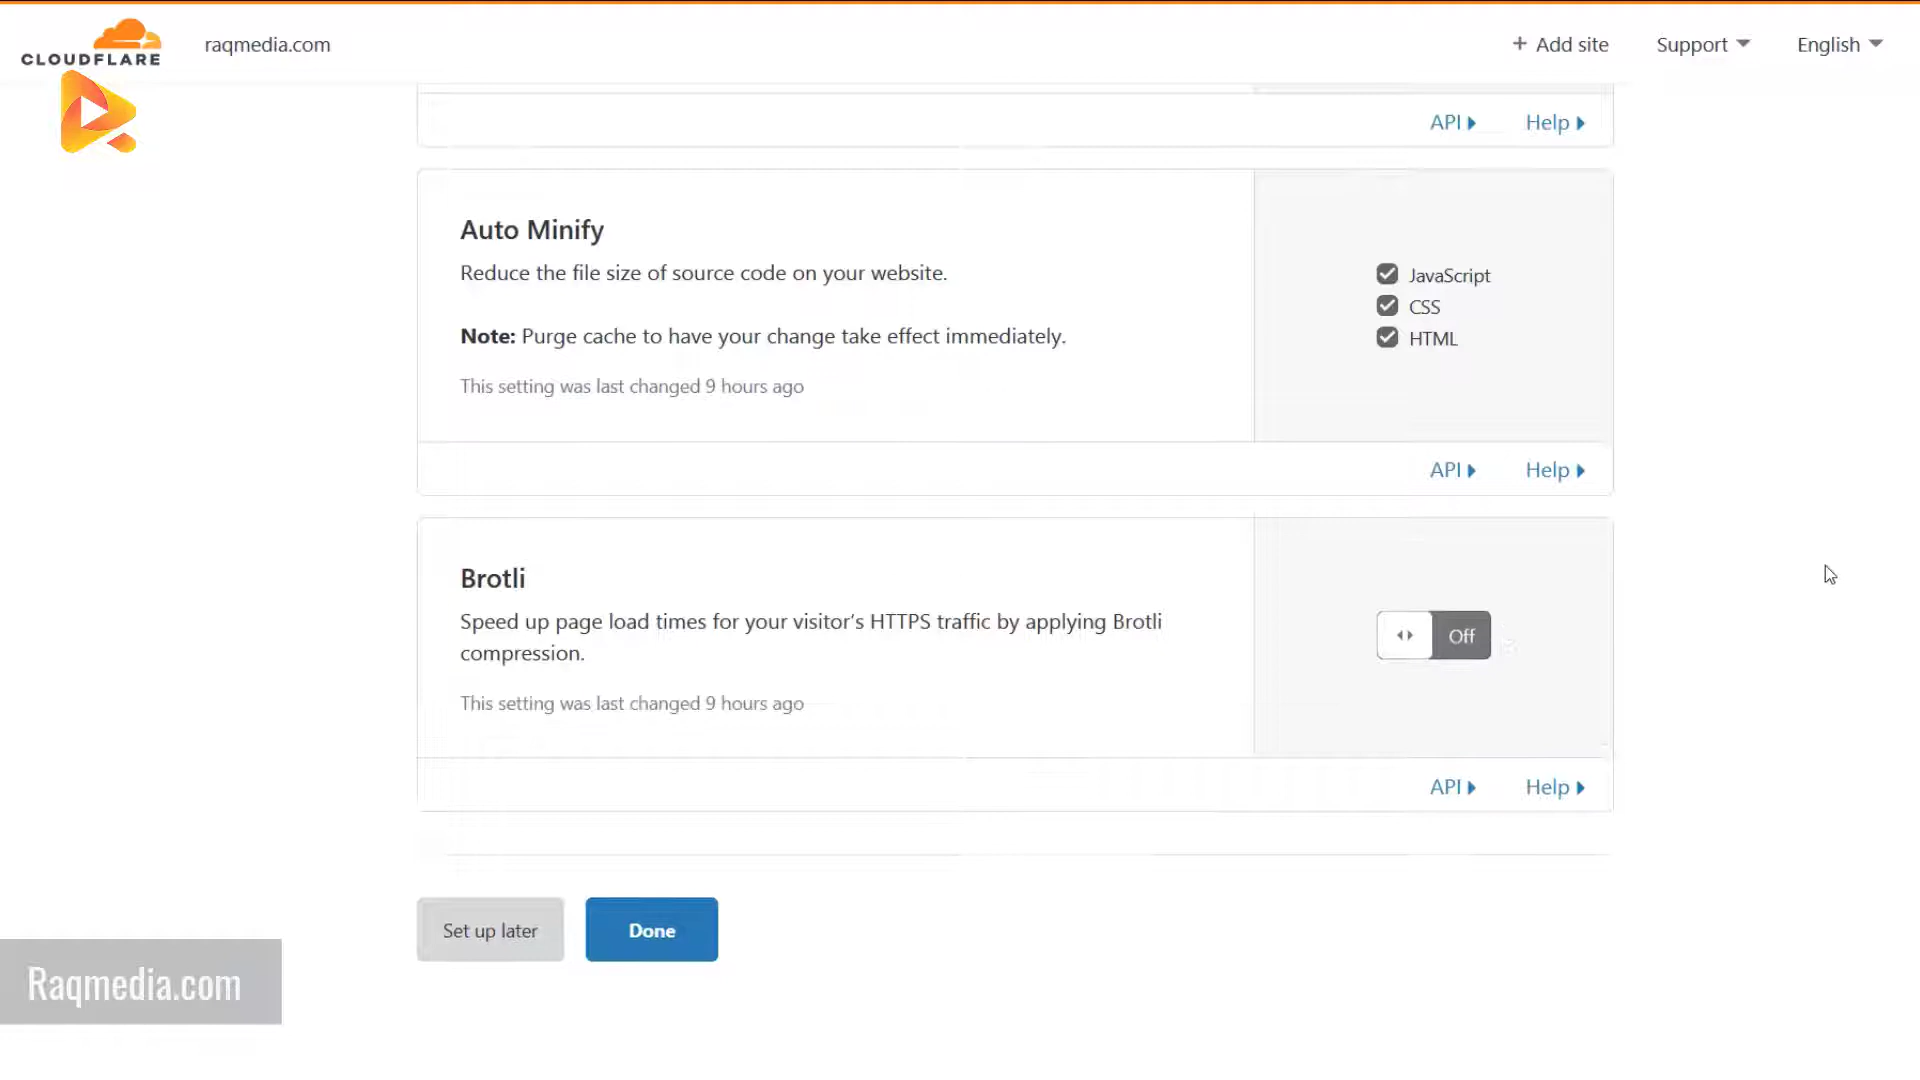 CLOUDFLARE
raqmedia.com
+ Add site
Support
English
API
Help
Auto Minify
Reduce the file size of source code on your website.
Note: Purge cache to have your change take effect immediately.
This setting was last changed 9 hours ago
JavaScript
CSS
HTML
API
Help
Brotli
Speed up page load times for your visitor’s HTTPS traffic by applying Brotli
compression.
This setting was last changed 9 hours ago
Off
API
Help
Set up later
Done
Raqmedia.com